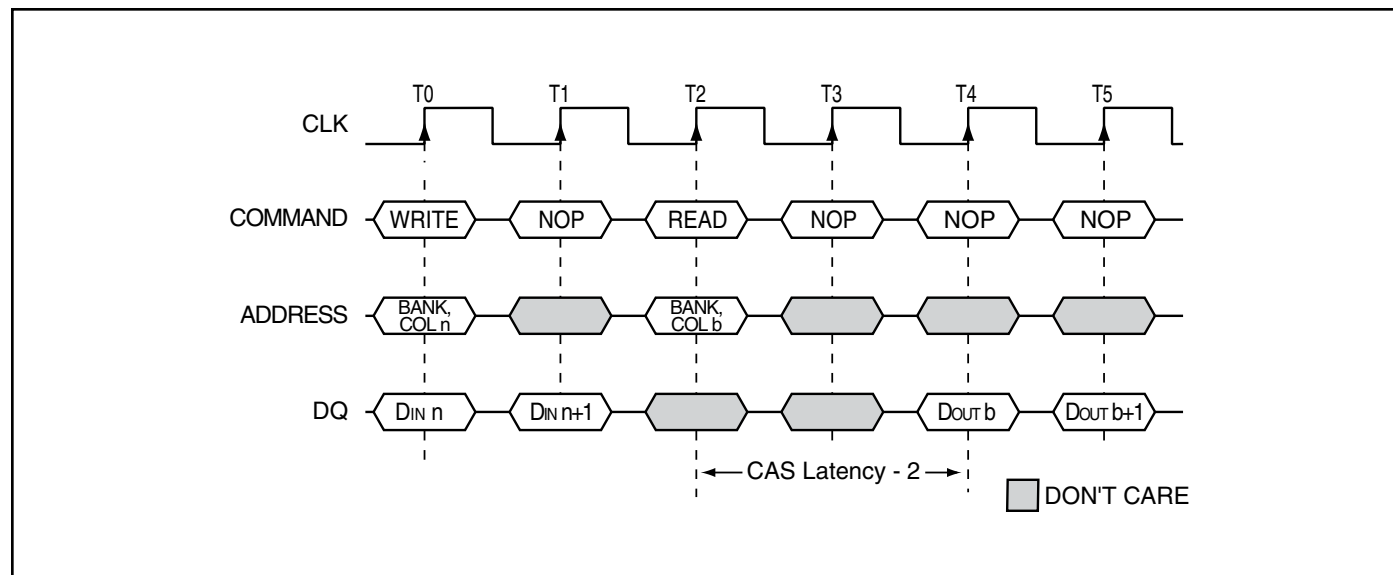 T0 T1 T2 T3 T4 T5
CLK
COMMAND WRITE NOP READ NOP NOP NOP
ADDRESS BANK, COL n BANK, COL b
DQ DIN n DIN n+1 DOUT b DOUT b+1
CAS Latency - 2
DON'T CARE